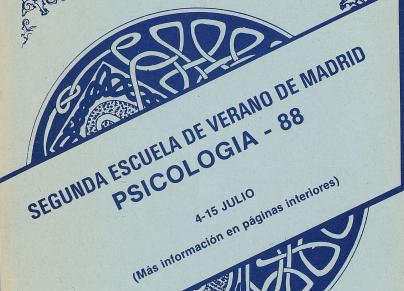 SEGUNDA ESCUELA DE VERANO DE MADRID
PSICOLOGIA - 88
4-15 JULIO
(Más información en páginas interiores)